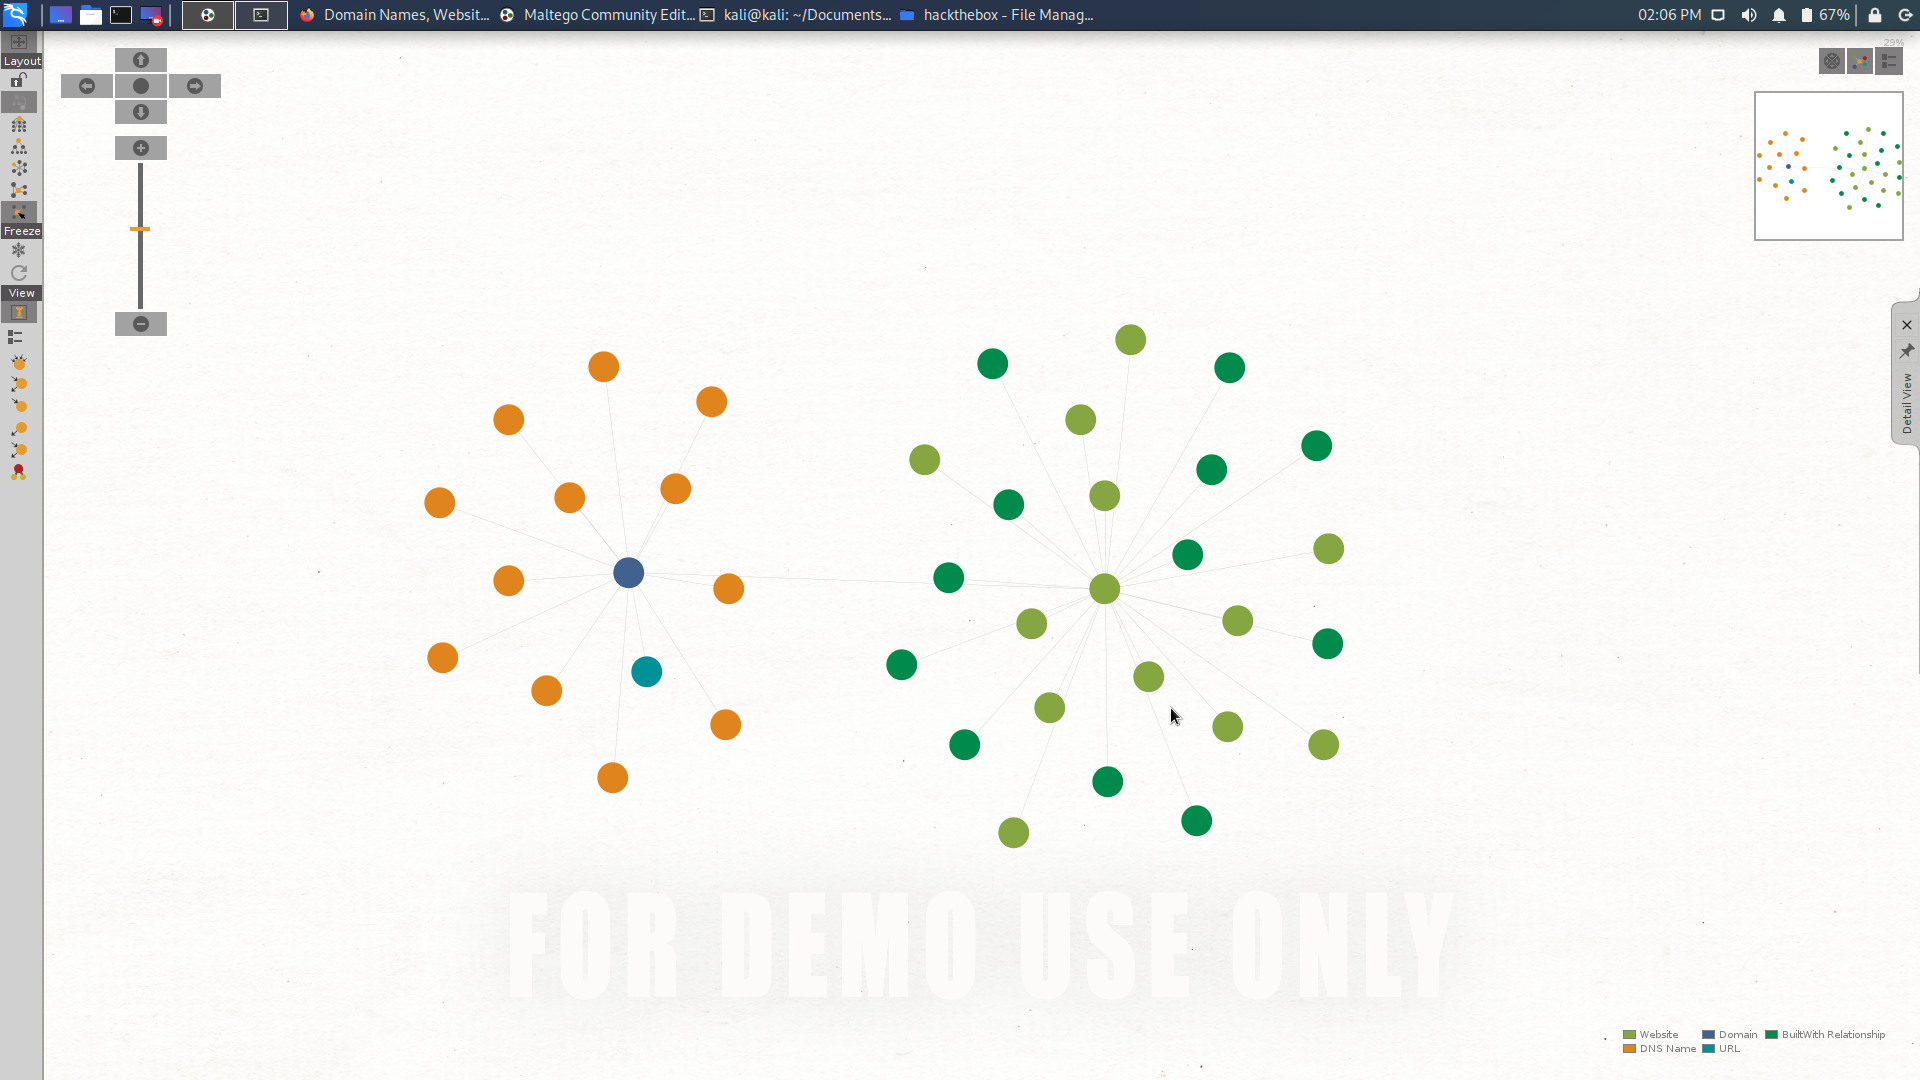 Domain Names, Websit...
Maltego Community Edit...
kali@kali: ~/Documents...
hackthebox - File Manag...
02:06 PM
67%
29%
Layout
Freeze
View
Detail View
FOR DEMO USE ONLY
Website
Domain
BuiltWith Relationship
DNS Name
URL